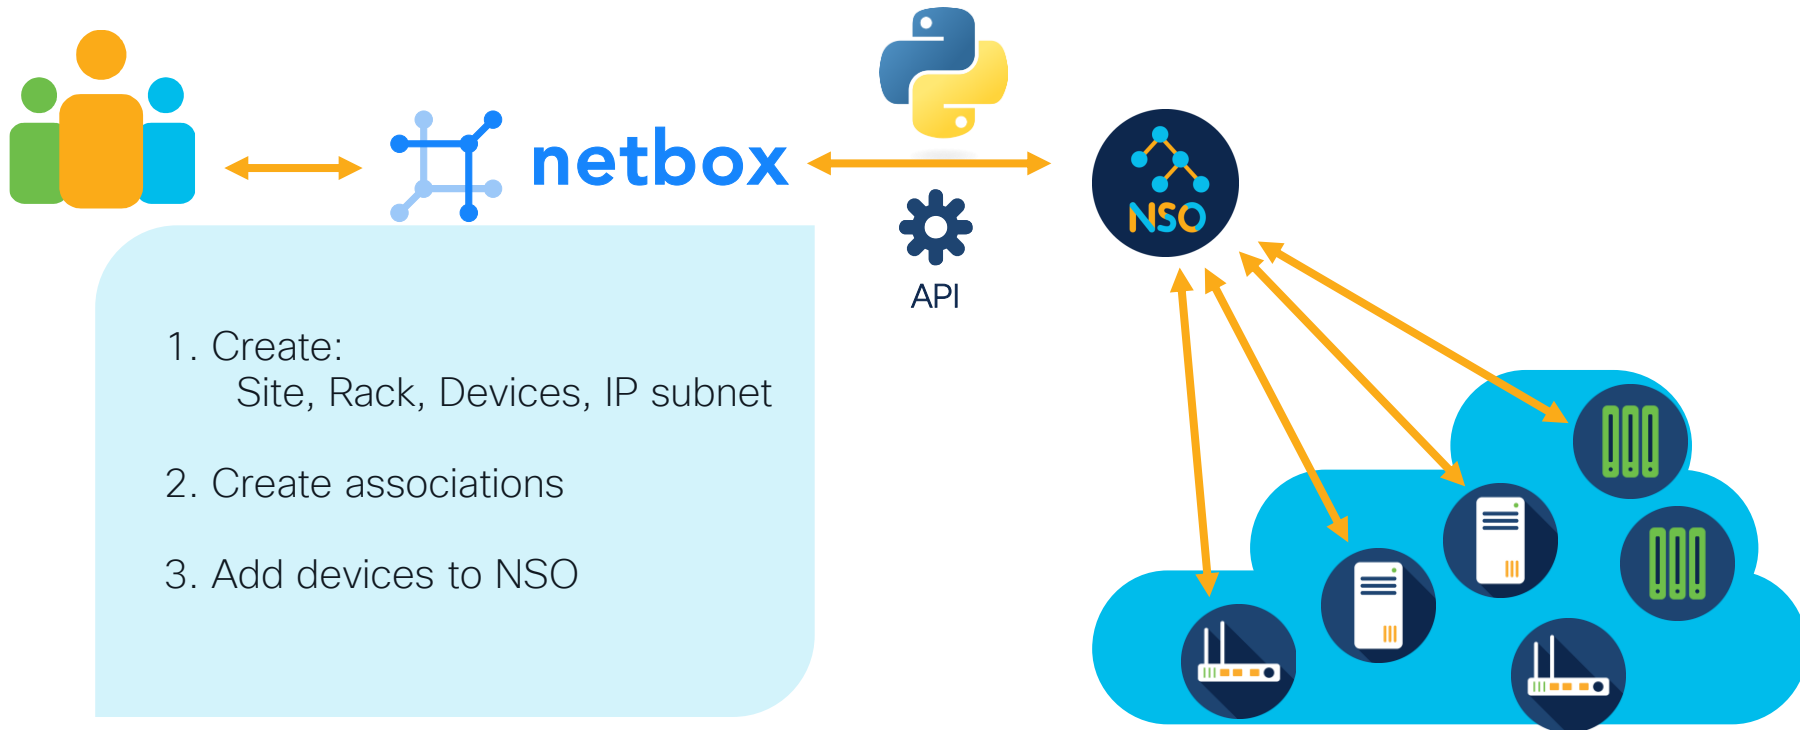 netbox
API
NSO
1. Create:
Site, Rack, Devices, IP subnet
2. Create associations
3. Add devices to NSO